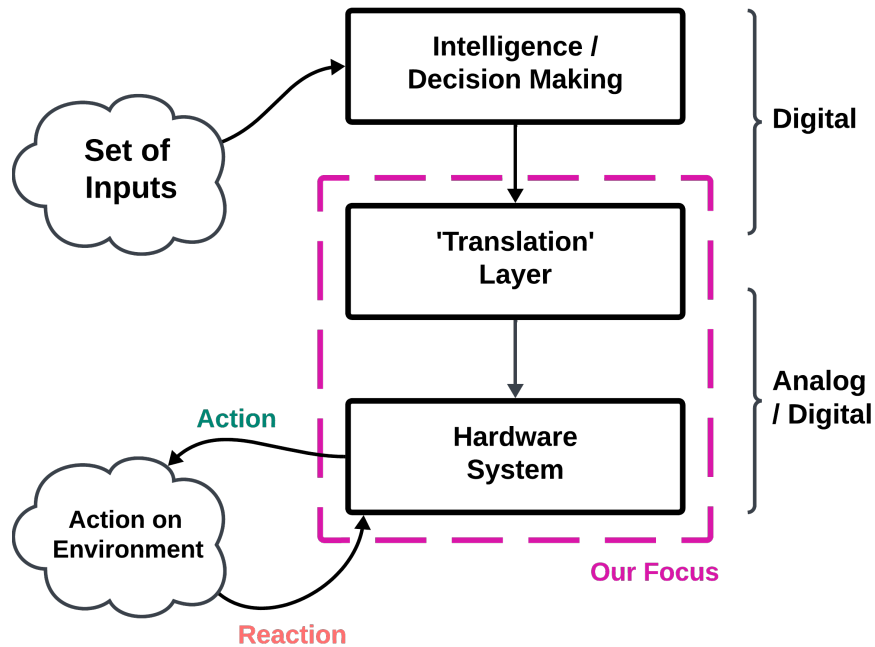 Intelligence /
Decision Making
Digital
Set of
Inputs
'Translation'
Layer
Analog
/ Digital
Action
Hardware
System
Action on
Environment
Our Focus
Reaction